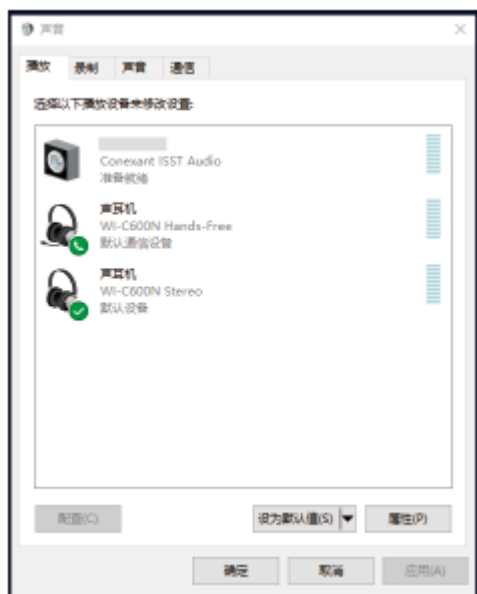 声音
播放 录制 声音 通信
选择以下播放设备来修改设置:
Conexant ISST Audio
准备就绪
声耳机
WI-C600N Hands-Free
默认通信设备
声耳机
WI-C600N Stereo
默认设备
配置(C) 设为默认值(S) 属性(P)
确定 取消 应用(A)